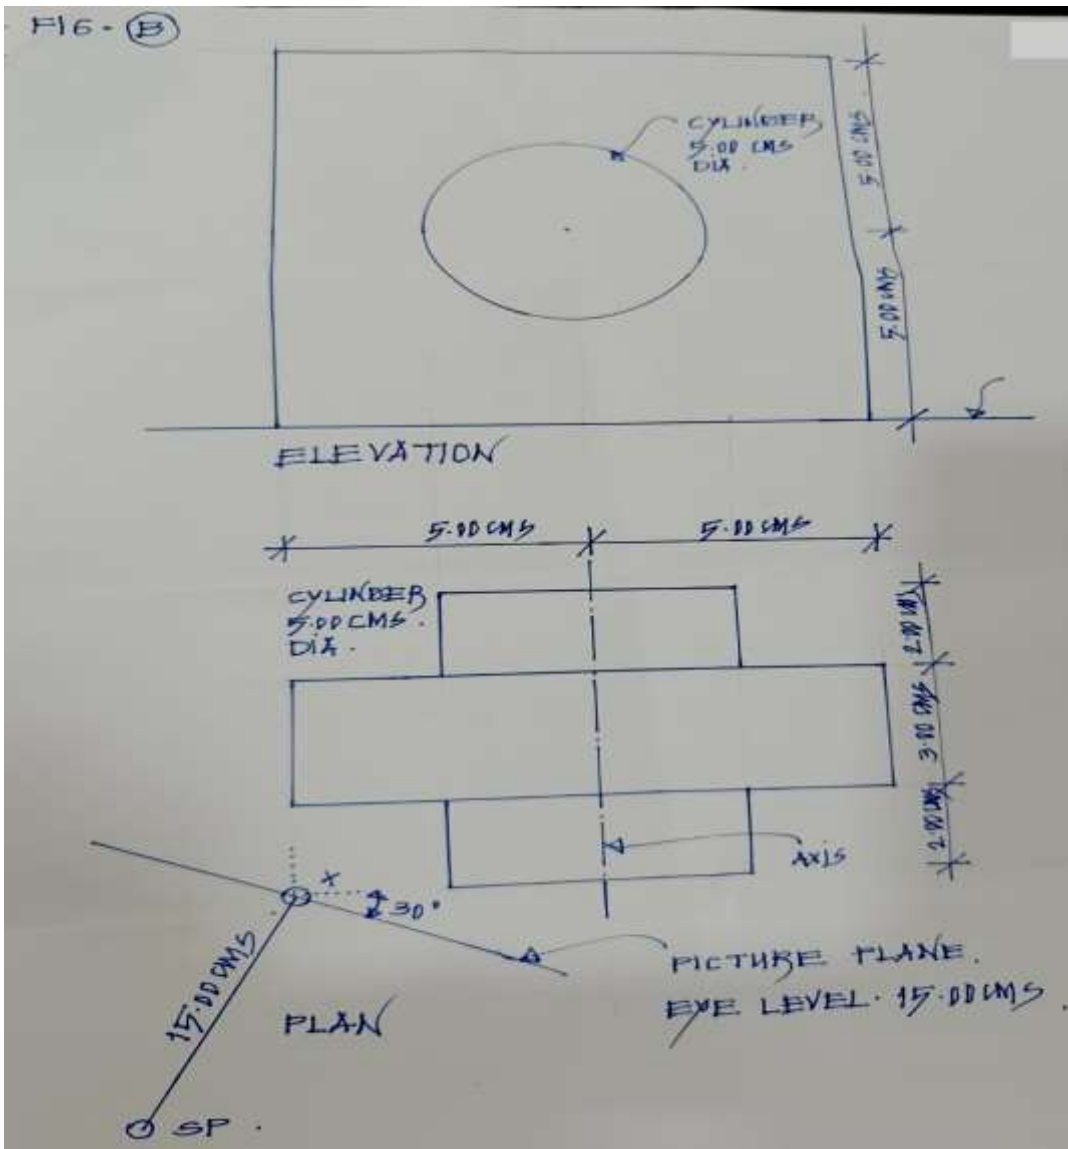 FIG - B
CYLINDER
5.00 CMS
DIA.
5.00 CMS
5.00 CMS
ELEVATION
5.00 CMS
5.00 CMS
CYLINDER
5.00 CMS.
DIA.
2.00 CMS
3.00 CMS
2.00 CMS
AXIS
X
30°
15.00 CMS
PICTURE PLANE.
EYE LEVEL. 15.00 CMS.
PLAN
SP.